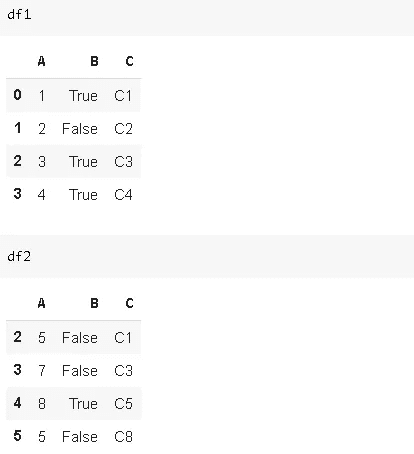 df1
A B C
0 1 True C1
1 2 False C2
2 3 True C3
3 4 True C4
df2
A B C
2 5 False C1
3 7 False C3
4 8 True C5
5 5 False C8